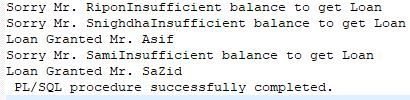 Sorry Mr. RiponInsufficient balance to get Loan
Sorry Mr. SnighdhaInsufficient balance to get Loan
Loan Granted Mr. Asif
Sorry Mr. SamiInsufficient balance to get Loan
Loan Granted Mr. SaZid
PL/SQL procedure successfully completed.